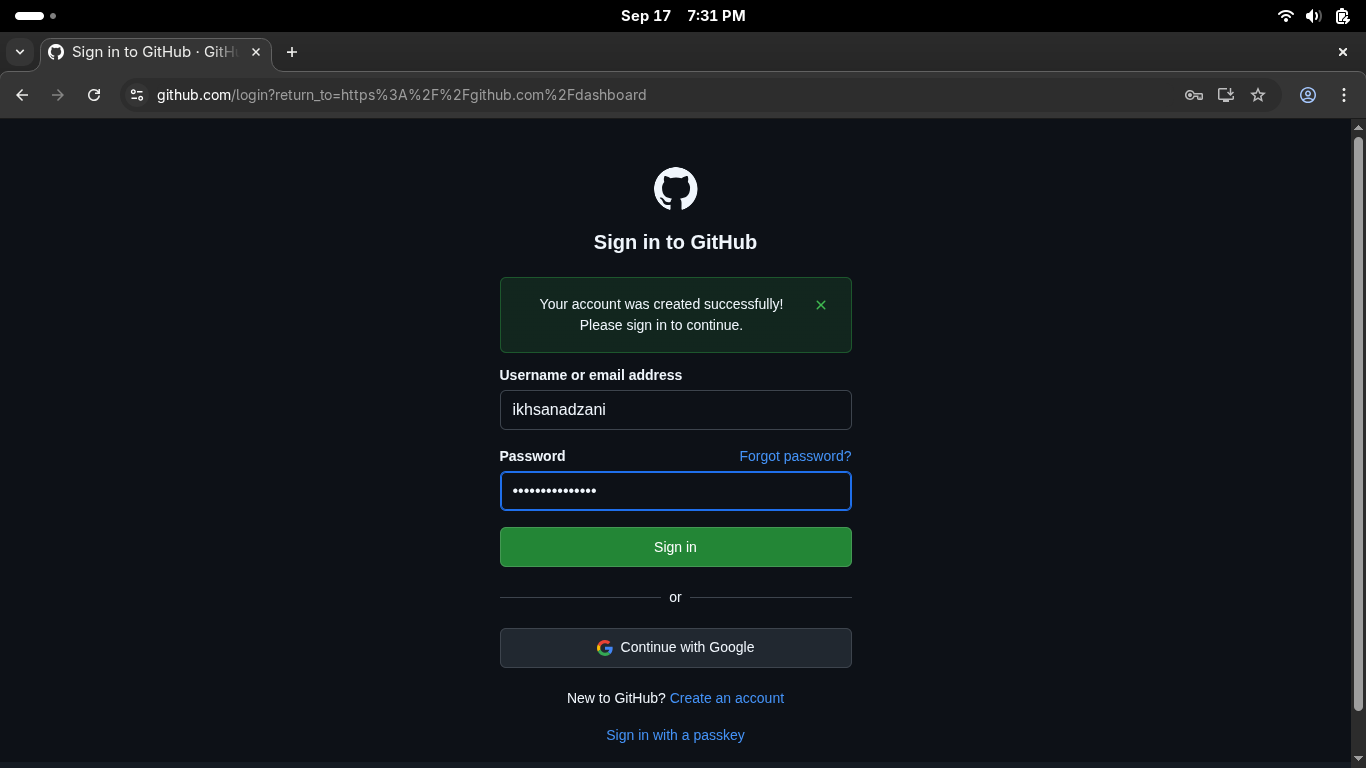 Sep 17 7:31 PM
Sign in to GitHub · GitHu
github.com/login?return_to=https%3A%2F%2Fgithub.com%2Fdashboard
Sign in to GitHub
Your account was created successfully!
Please sign in to continue.
Username or email address
ikhsanadzani
Password Forgot password?
•••••••••••••••
Sign in
or
Continue with Google
New to GitHub? Create an account
Sign in with a passkey